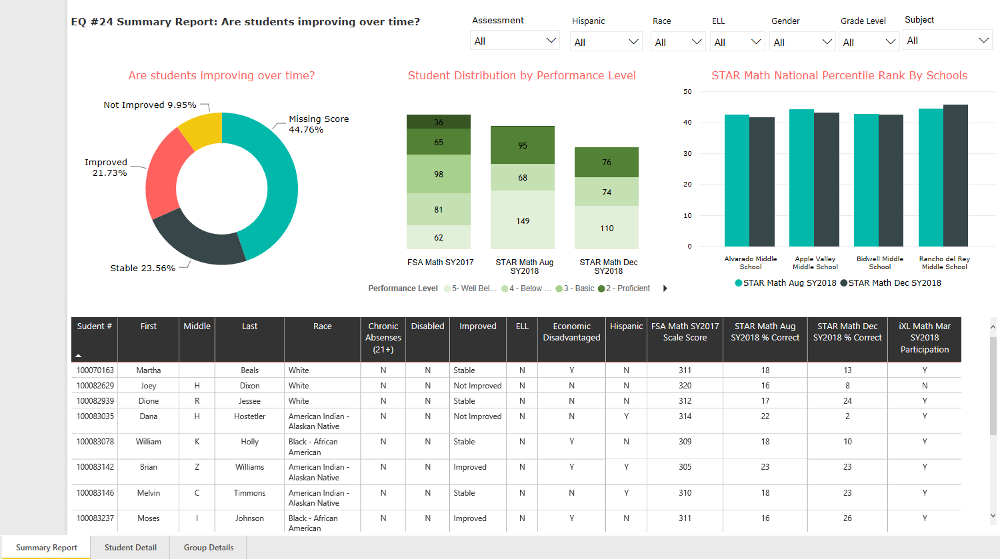 EQ #24 Summary Report: Are students improving over time?
Assessment
All
Hispanic
All
Race
All
ELL
All
Gender
All
Grade Level
All
Subject
All
Are students improving over time?
Not Improved 9.95%
Missing Score
44.76%
Improved
21.73%
Stable 23.56%
Student Distribution by Performance Level
36
65
98
81
62
95
68
149
76
74
110
FSA Math SY2017
STAR Math Aug
SY2018
STAR Math Dec
SY2018
Performance Level 5- Well Bel... 4 - Below ... 3 - Basic 2 - Proficient
STAR Math National Percentile Rank By Schools
50
40
30
20
10
0
Alvarado Middle
School
Apple Valley
Middle School
Bidwell Middle
School
Rancho del Rey
Middle School
STAR Math Aug SY2018 STAR Math Dec SY2018
Sudent # First Middle Last Race Chronic Absenses (21+) Disabled Improved ELL Economic Disadvantaged Hispanic FSA Math SY2017 Scale Score STAR Math Aug SY2018 % Correct STAR Math Dec SY2018 % Correct iXL Math Mar SY2018 Participation
100070163 Martha Beals White N N Stable N Y N 311 18 13 Y
100082629 Joey H Dixon White N N Not Improved N N N 320 16 8 N
100082939 Dione R Jessee White N N Stable N N N 312 17 24 Y
100083035 Dana H Hostetler American Indian - Alaskan Native N N Not Improved N N Y 314 22 2 Y
100083078 William K Holly Black - African American N N Stable N Y N 309 18 10 Y
100083142 Brian Z Williams American Indian - Alaskan Native N N Improved N Y Y 305 23 23 Y
100083146 Melvin C Timmons American Indian - Alaskan Native N N Stable N N Y 310 18 23 Y
100083237 Moses I Johnson Black - African American N N Improved N Y N 311 16 26 Y
Summary Report Student Detail Group Details